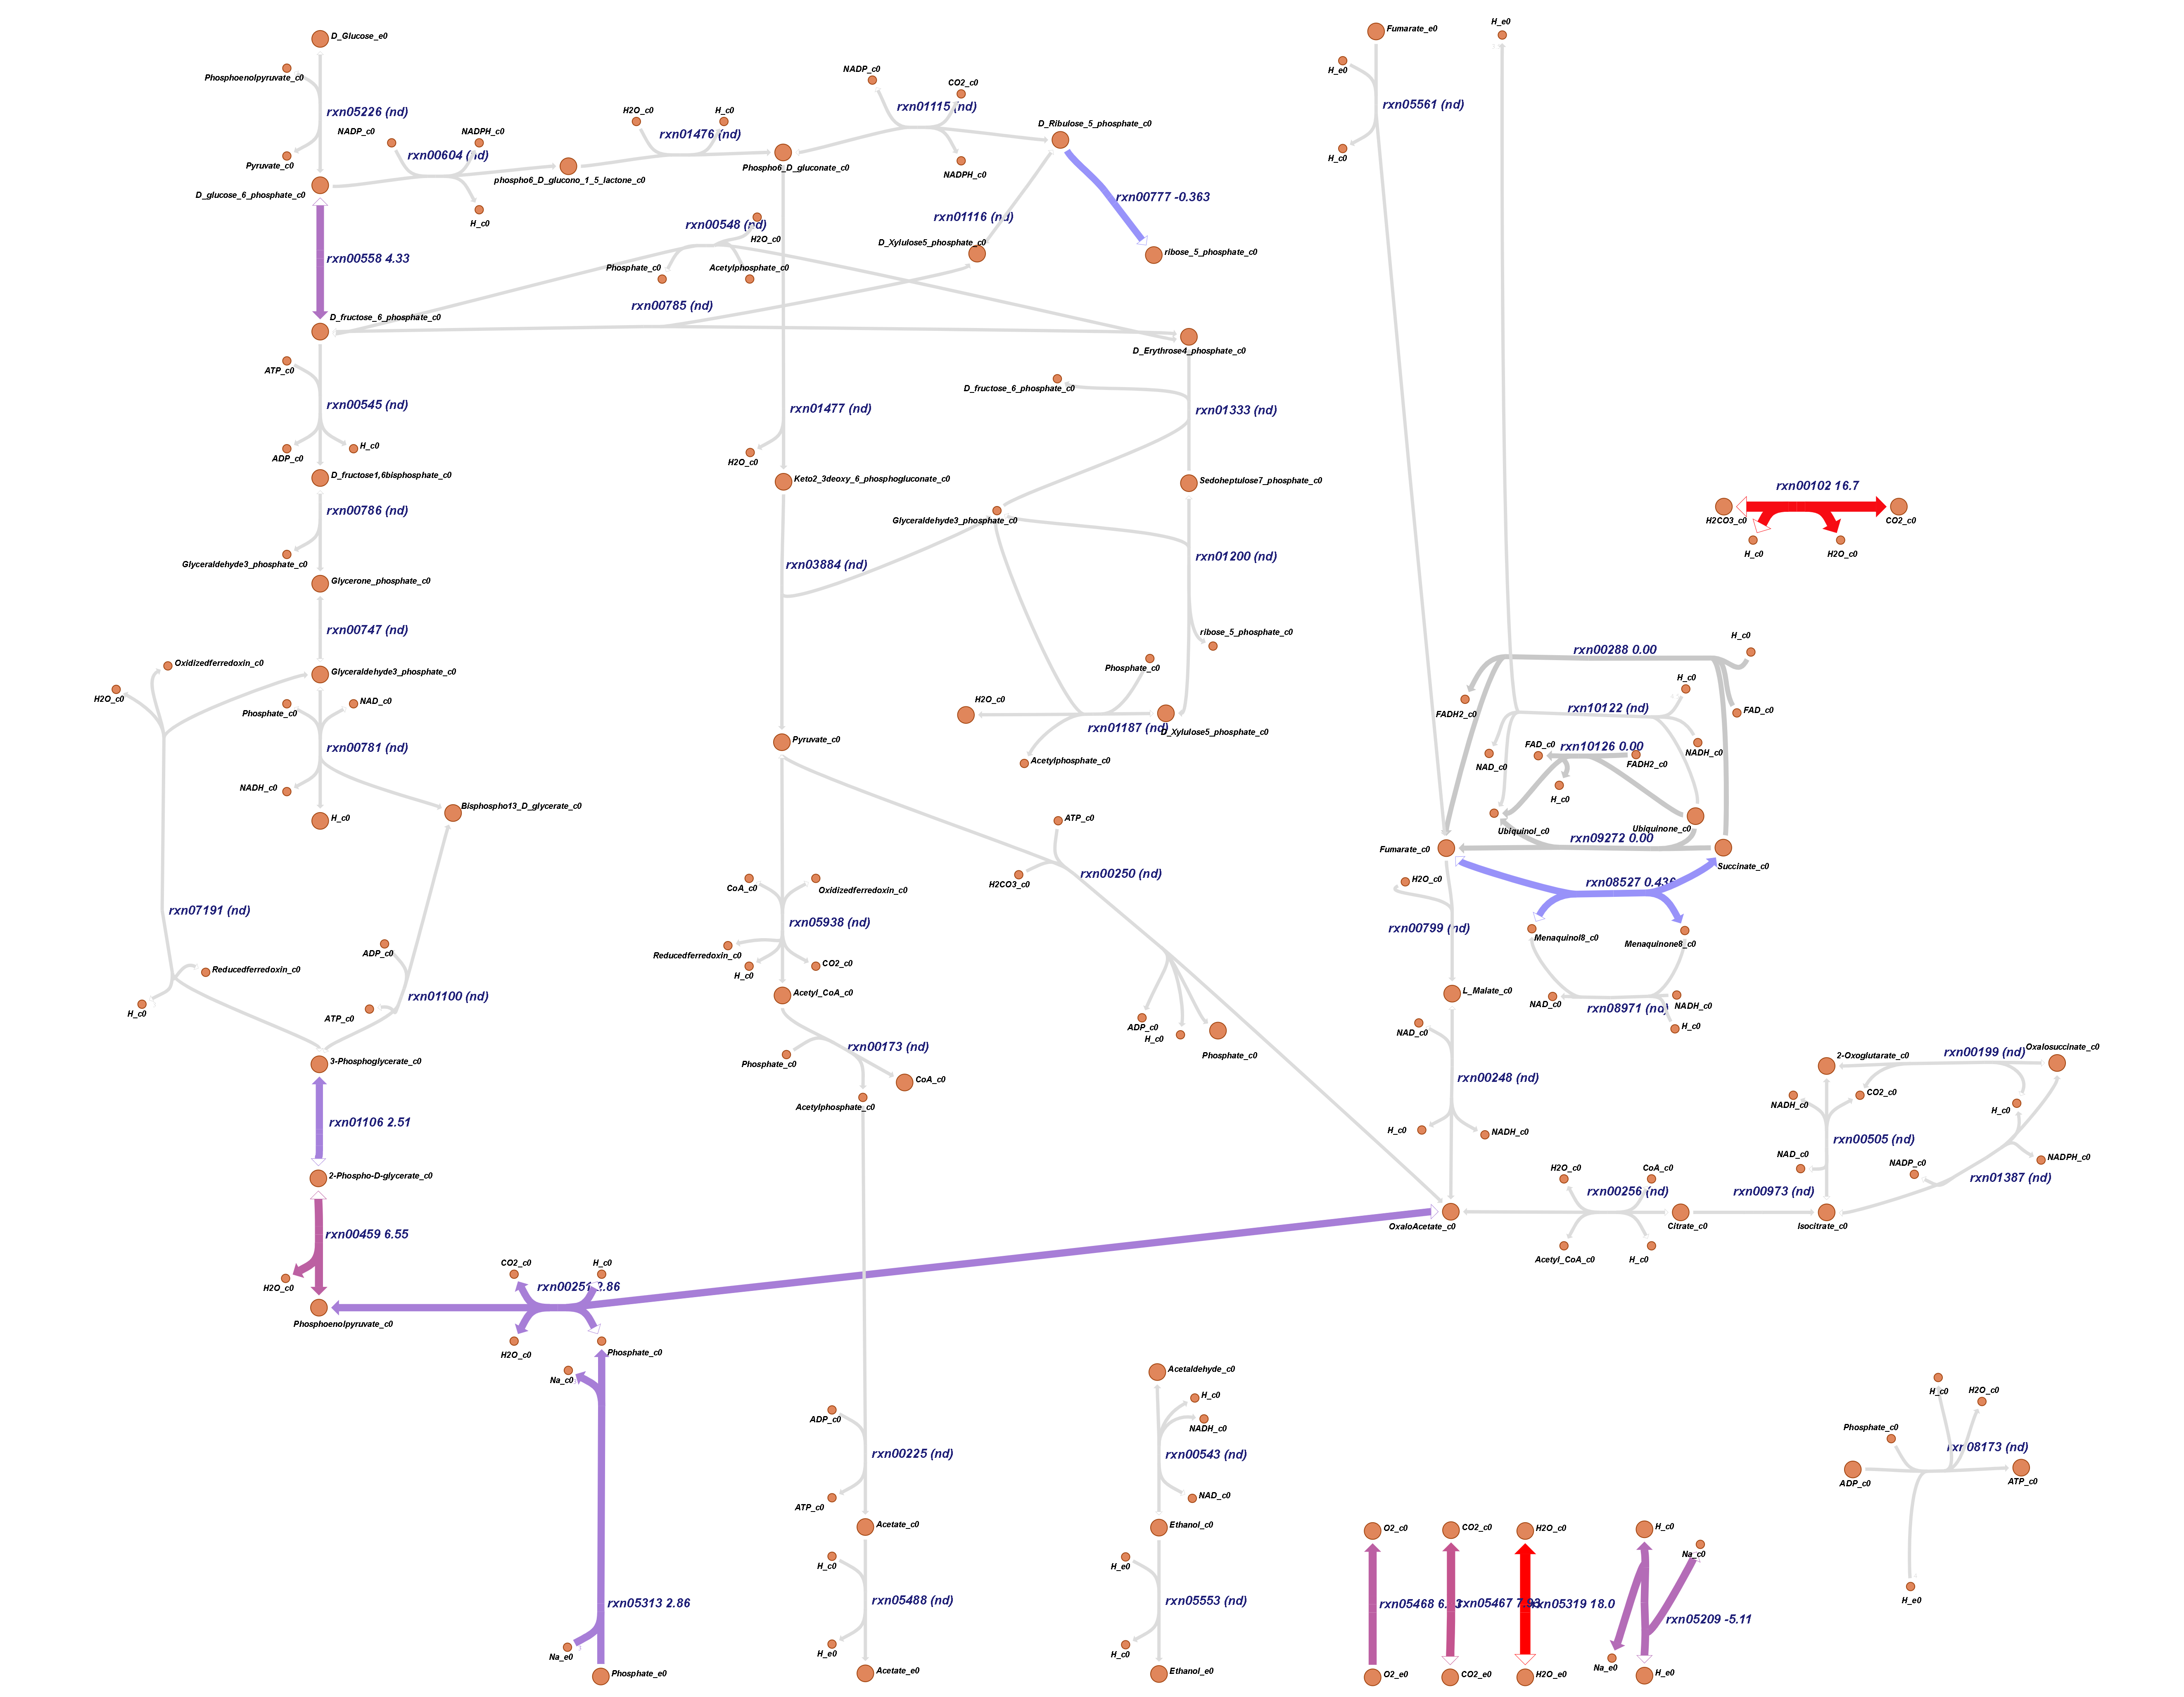 D_Glucose_e0
Phosphoenolpyruvate_c0
rxn05226 (nd)
Pyruvate_c0
D_glucose_6_phosphate_c0
NADP_c0
NADPH_c0
rxn00604 (nd)
H_c0
phospho6_D_glucono_1_5_lactone_c0
H2O_c0
H_c0
rxn01476 (nd)
Phospho6_D_gluconate_c0
NADP_c0
CO2_c0
rxn01115 (nd)
NADPH_c0
D_Ribulose_5_phosphate_c0
rxn00777 -0.363
ribose_5_phosphate_c0
rxn01116 (nd)
D_Xylulose5_phosphate_c0
rxn00548 (nd)
H2O_c0
Phosphate_c0
Acetylphosphate_c0
rxn00785 (nd)
rxn00558 4.33
D_fructose_6_phosphate_c0
ATP_c0
rxn00545 (nd)
ADP_c0
H_c0
D_fructose1,6bisphosphate_c0
rxn00786 (nd)
Glyceraldehyde3_phosphate_c0
Glycerone_phosphate_c0
rxn00747 (nd)
Glyceraldehyde3_phosphate_c0
Oxidizedferredoxin_c0
H2O_c0
Phosphate_c0
NAD_c0
rxn00781 (nd)
NADH_c0
H_c0
Bisphospho13_D_glycerate_c0
rxn07191 (nd)
Reducedferredoxin_c0
H_c0
ADP_c0
rxn01100 (nd)
ATP_c0
3-Phosphoglycerate_c0
rxn01106 2.51
2-Phospho-D-glycerate_c0
rxn00459 6.55
H2O_c0
Phosphoenolpyruvate_c0
CO2_c0
H_c0
rxn00251 2.86
H2O_c0
Phosphate_c0
Na_c0
rxn05313 2.86
Na_e0
Phosphate_e0
D_Erythrose4_phosphate_c0
D_fructose_6_phosphate_c0
rxn01333 (nd)
rxn01477 (nd)
H2O_c0
Keto2_3deoxy_6_phosphogluconate_c0
Sedoheptulose7_phosphate_c0
Glyceraldehyde3_phosphate_c0
rxn03884 (nd)
rxn01200 (nd)
ribose_5_phosphate_c0
Phosphate_c0
H2O_c0
rxn01187 (nd)
D_Xylulose5_phosphate_c0
Acetylphosphate_c0
Pyruvate_c0
ATP_c0
H2CO3_c0
rxn00250 (nd)
CoA_c0
Oxidizedferredoxin_c0
rxn05938 (nd)
Reducedferredoxin_c0
H_c0
CO2_c0
Acetyl_CoA_c0
ADP_c0
H_c0
Phosphate_c0
rxn00173 (nd)
Phosphate_c0
CoA_c0
Acetylphosphate_c0
ADP_c0
rxn00225 (nd)
ATP_c0
Acetate_c0
H_c0
rxn05488 (nd)
H_e0
Acetate_e0
Acetaldehyde_c0
H_c0
NADH_c0
rxn00543 (nd)
NAD_c0
Ethanol_c0
H_e0
rxn05553 (nd)
H_c0
Ethanol_e0
Fumarate_e0
H_e0
H_e0
rxn05561 (nd)
H_c0
rxn00102 16.7
H2CO3_c0
CO2_c0
H_c0
H2O_c0
H_c0
rxn00288 0.00
H_c0
FADH2_c0
rxn10122 (nd)
FAD_c0
FAD_c0
rxn10126 0.00
NADH_c0
NAD_c0
FADH2_c0
H_c0
Ubiquinol_c0
Ubiquinone_c0
rxn09272 0.00
Fumarate_c0
Succinate_c0
H2O_c0
rxn08527 0.436
rxn00799 (nd)
Menaquinol8_c0
Menaquinone8_c0
L_Malate_c0
NAD_c0
NADH_c0
rxn08971 (nd)
H_c0
NAD_c0
rxn00248 (nd)
H_c0
NADH_c0
OxaloAcetate_c0
H2O_c0
CoA_c0
rxn00256 (nd)
Citrate_c0
Acetyl_CoA_c0
H_c0
rxn00973 (nd)
Isocitrate_c0
2-Oxoglutarate_c0
rxn00199 (nd)
Oxalosuccinate_c0
NADH_c0
CO2_c0
H_c0
rxn00505 (nd)
NAD_c0
NADP_c0
NADPH_c0
rxn01387 (nd)
H_c0
H2O_c0
Phosphate_c0
rxn08173 (nd)
ADP_c0
ATP_c0
H_e0
O2_c0
CO2_c0
H2O_c0
H_c0
Na_c0
rxn05468
rxn05467 7.93
rxn05319 18.0
rxn05209 -5.11
O2_e0
CO2_e0
H2O_e0
Na_e0
H_e0